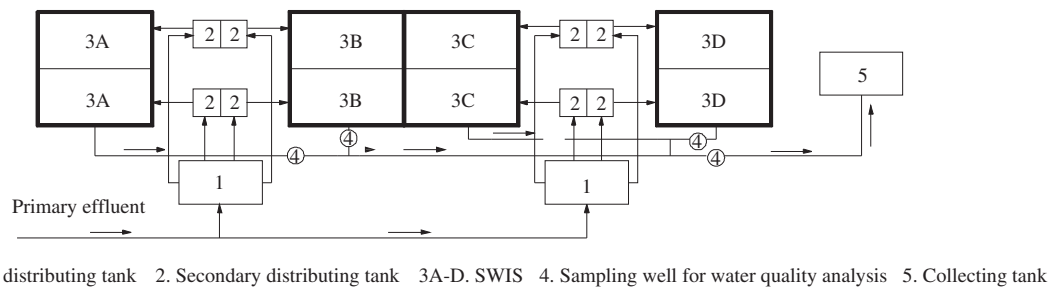 3A 2 2 3B 3C 2 2 3D
5
3A 2 2 3B 3C 2 2 3D
4 4
4 4
1 1
Primary effluent
distributing tank 2. Secondary distributing tank 3A-D. SWIS 4. Sampling well for water quality analysis 5. Collecting tank